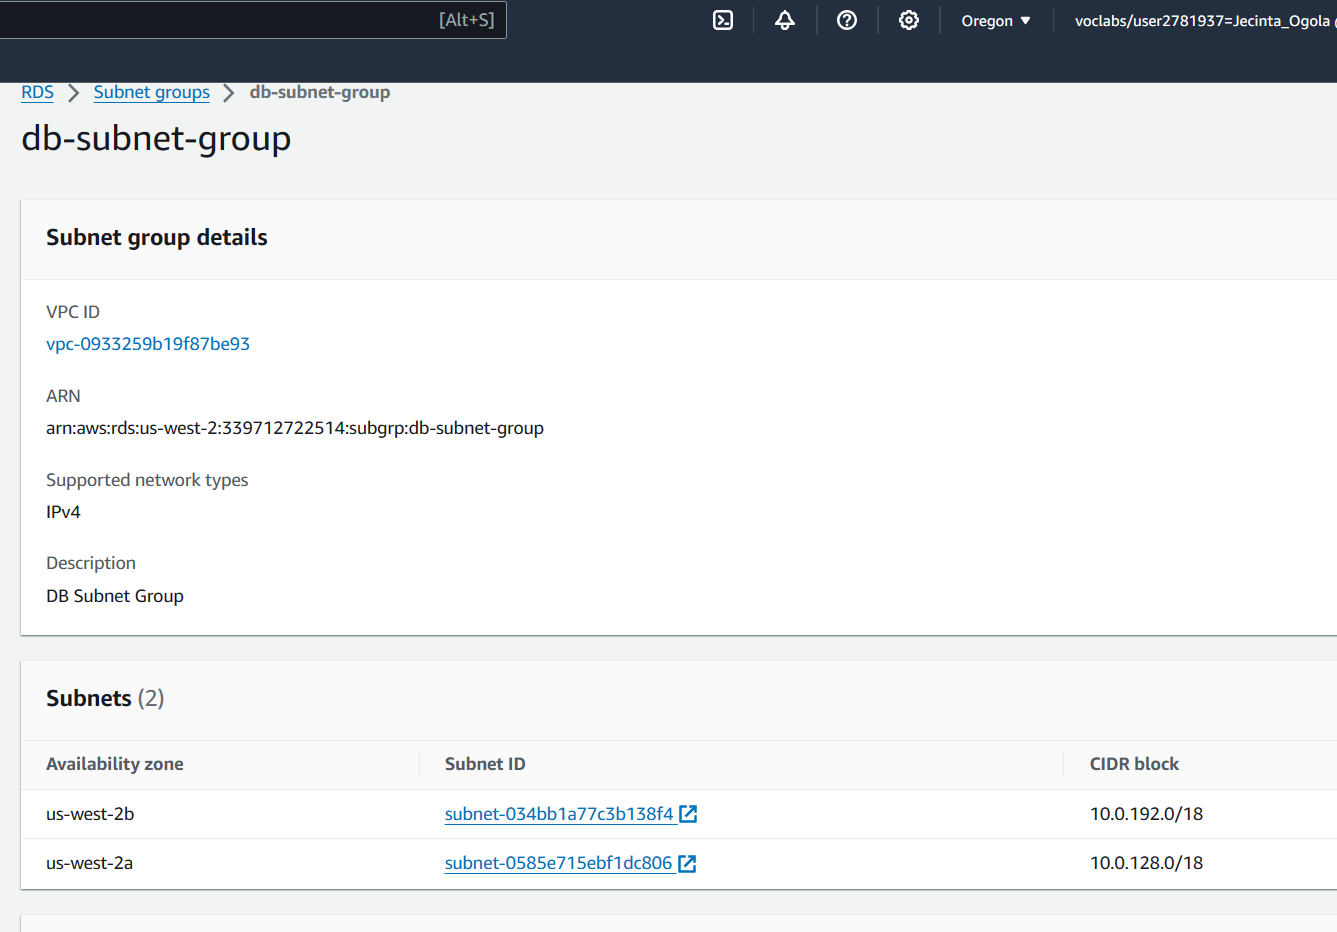 [Alt+S] Oregon voclabs/user2781937=Jecinta_Ogola
RDS Subnet groups db-subnet-group
db-subnet-group
Subnet group details
VPC ID
vpc-0933259b19f87be93
ARN
arn:aws:rds:us-west-2:339712722514:subgrp:db-subnet-group
Supported network types
IPv4
Description
DB Subnet Group
Subnets (2)
Availability zone Subnet ID CIDR block
us-west-2b subnet-034bb1a77c3b138f4 10.0.192.0/18
us-west-2a subnet-0585e715ebf1dc806 10.0.128.0/18